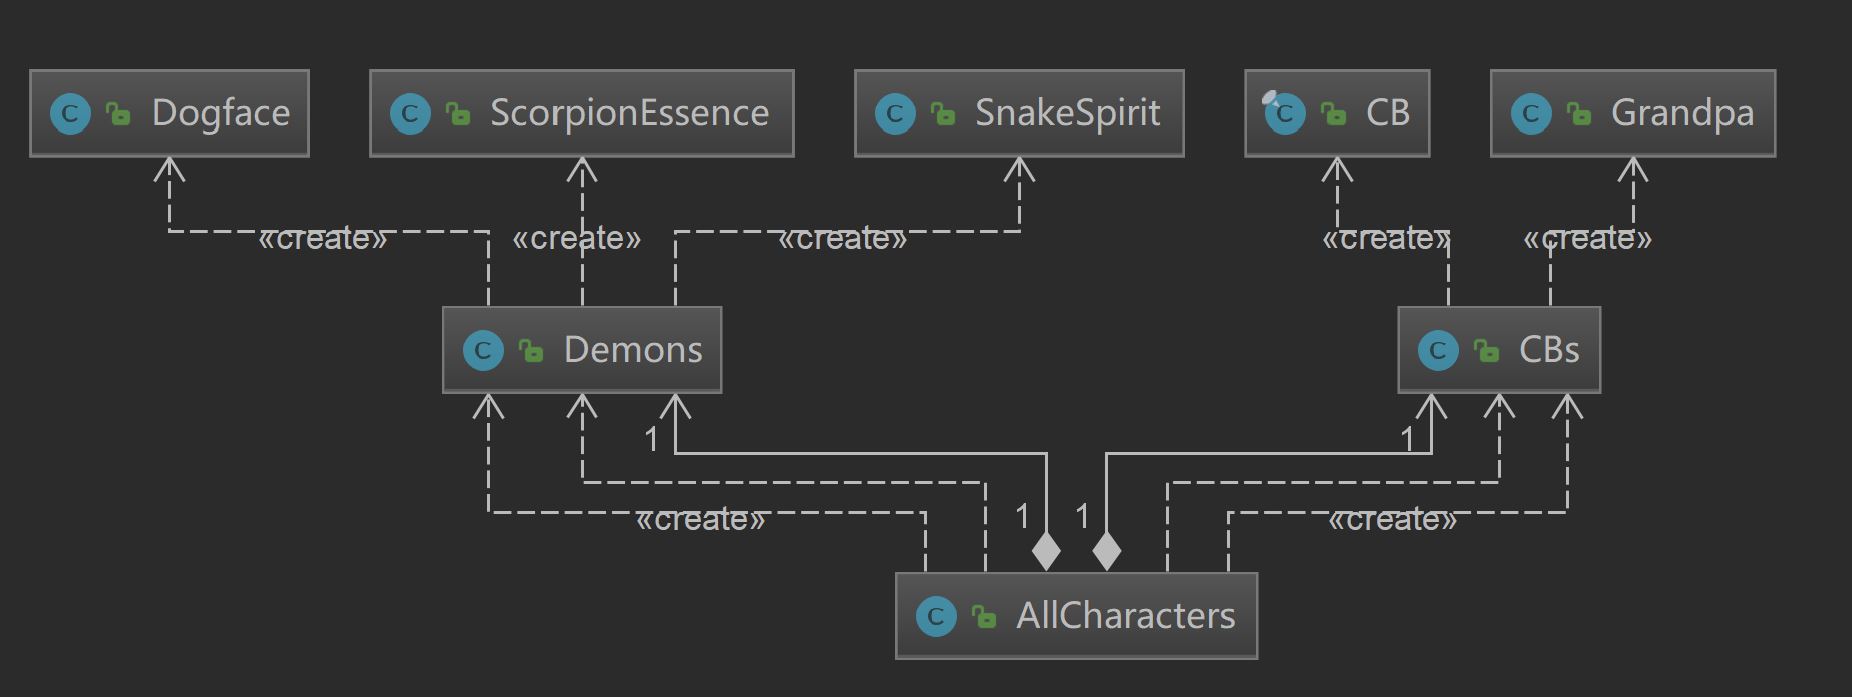 C Dogface
C ScorpionEssence
C SnakeSpirit
C CB
C Grandpa
«create»
«create»
«create»
«create»
«create»
C Demons
C CBs
1
1
1
1
«create»
«create»
C AllCharacters